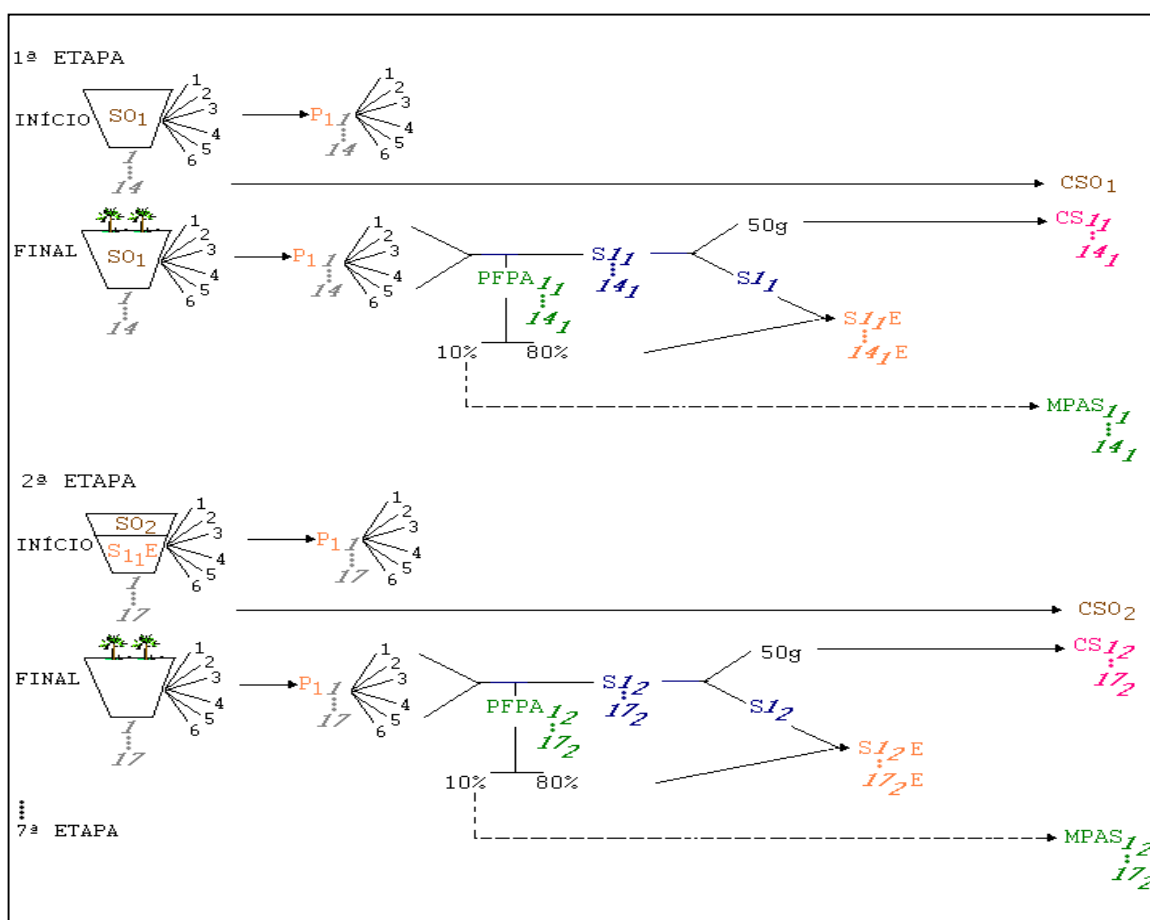 1ª ETAPA
INÍCIO
SO1
1
2
3
4
5
6
1
14
P1 1
14
1
2
3
4
5
6
CSO1
FINAL
SO1
1
2
3
4
5
6
1
14
P1 1
14
1
2
3
4
5
6
PFPA11
141
10% 80%
S11
141
50g
S11
CS11
141
S11E
141E
MPAS11
141
2ª ETAPA
INÍCIO
SO2
S11E
1
2
3
4
5
6
1
17
P1 1
17
1
2
3
4
5
6
CSO2
FINAL
1
2
3
4
5
6
1
17
P1 1
17
1
2
3
4
5
6
PFPA12
172
10% 80%
S12
172
50g
S12
CS12
172
S12E
172E
MPAS12
172
7ª ETAPA